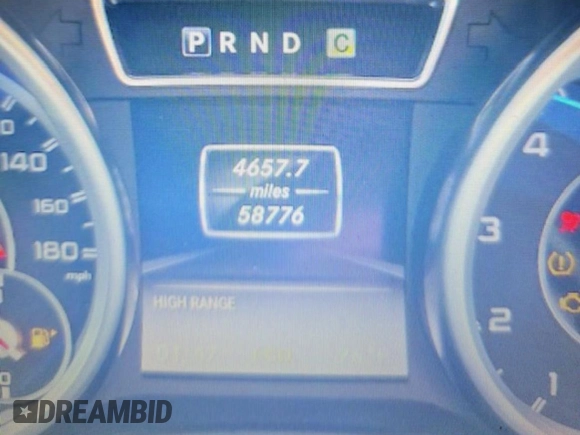 P R N D C
4657.7
miles
58776
HIGH RANGE
140
160
180
mph
4
3
2
1
DREAMBID